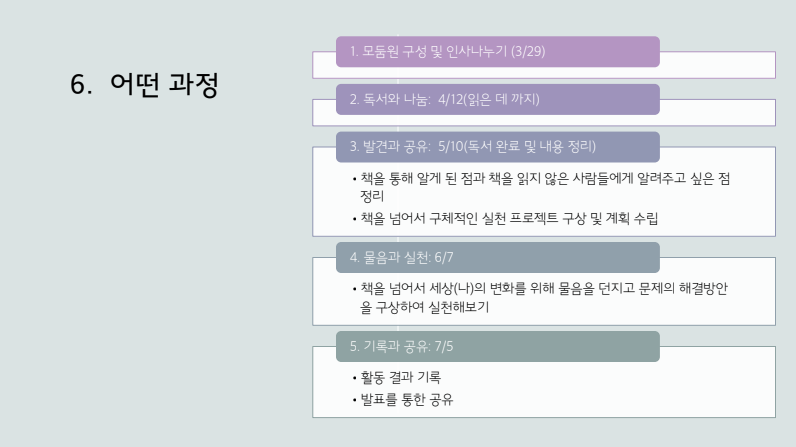 6. 어떤 과정
1. 모둠원 구성 및 인사나누기 (3/29)
2. 독서와 나눔: 4/12(읽은 데 까지)
3. 발견과 공유: 5/10(독서 완료 및 내용 정리)
• 책을 통해 알게 된 점과 책을 읽지 않은 사람들에게 알려주고 싶은 점
정리
• 책을 넘어서 구체적인 실천 프로젝트 구상 및 계획 수립
4. 물음과 실천: 6/7
• 책을 넘어서 세상(나)의 변화를 위해 물음을 던지고 문제의 해결방안
을 구상하여 실천해보기
5. 기록과 공유: 7/5
• 활동 결과 기록
• 발표를 통한 공유